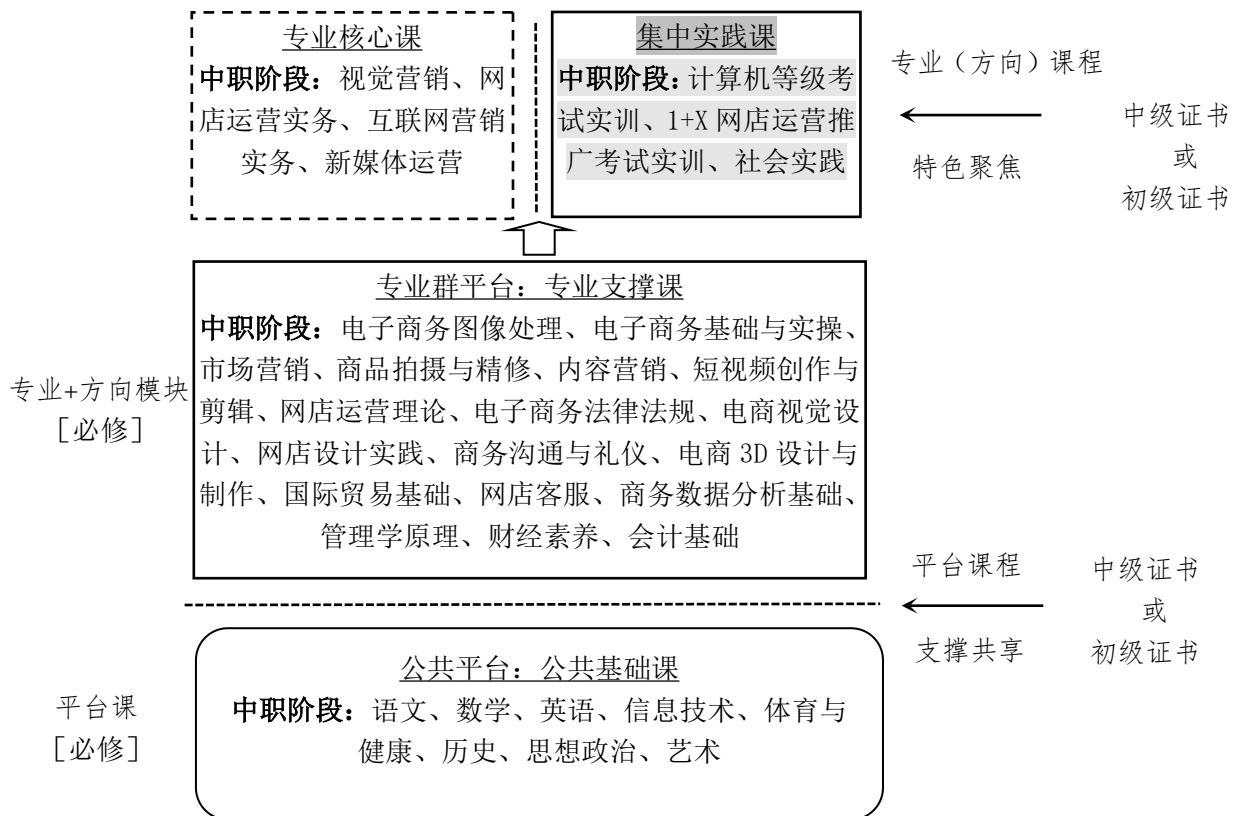 专业核心课
中职阶段：视觉营销、网
店运营实务、互联网营销
实务、新媒体运营
集中实践课
中职阶段：计算机等级考
试实训、1+X 网店运营推
广考试实训、社会实践
专业（方向）课程
特色聚焦
中级证书
或
初级证书
专业+方向模块
［必修］
专业群平台：专业支撑课
中职阶段：电子商务图像处理、电子商务基础与实操、
市场营销、商品拍摄与精修、内容营销、短视频创作与
剪辑、网店运营理论、电子商务法律法规、电商视觉设
计、网店设计实践、商务沟通与礼仪、电商 3D 设计与
制作、国际贸易基础、网店客服、商务数据分析基础、
管理学原理、财经素养、会计基础
平台课程
支撑共享
中级证书
或
初级证书
平台课
［必修］
公共平台：公共基础课
中职阶段：语文、数学、英语、信息技术、体育与
健康、历史、思想政治、艺术